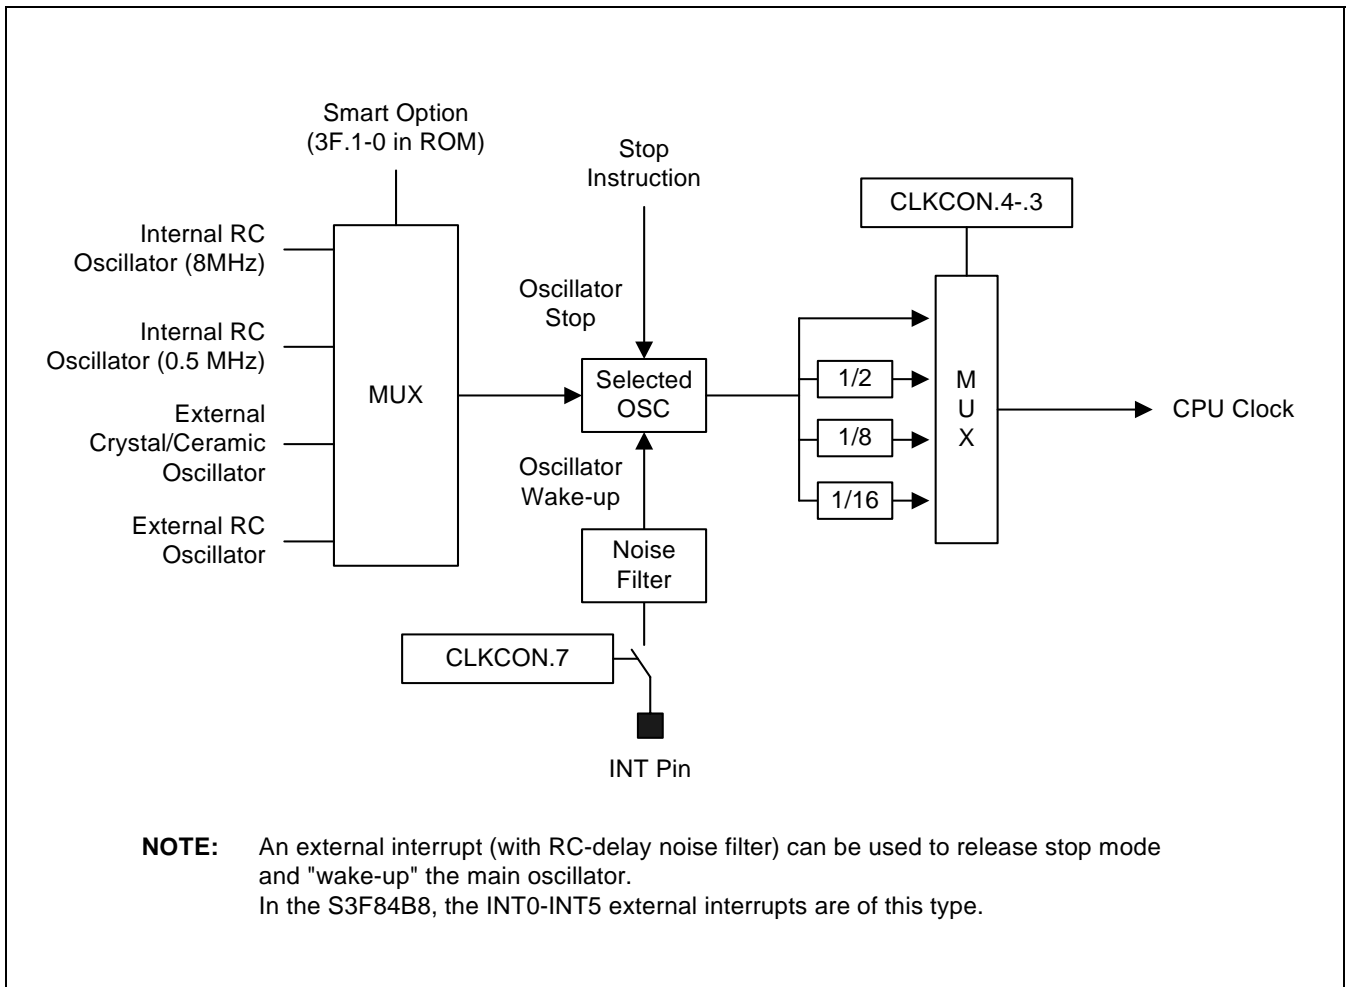 Smart Option
(3F.1-0 in ROM)
Stop
Instruction
CLKCON.4-.3
Internal RC
Oscillator (8MHz)
Oscillator
Stop
Internal RC
Oscillator (0.5 MHz)
MUX
Selected
OSC
1/2
1/8
1/16
M
U
X
CPU Clock
External
Crystal/Ceramic
Oscillator
Oscillator
Wake-up
External RC
Oscillator
Noise
Filter
CLKCON.7
INT Pin
NOTE: An external interrupt (with RC-delay noise filter) can be used to release stop mode
and "wake-up" the main oscillator.
In the S3F84B8, the INT0-INT5 external interrupts are of this type.